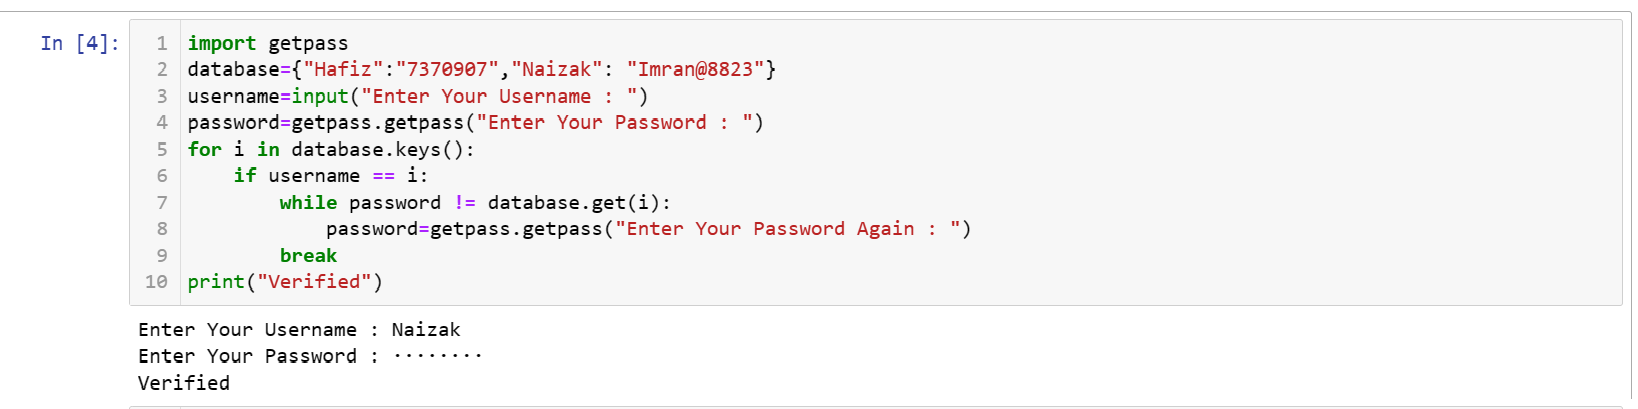 In [4]:
1 import getpass
2 database={"Hafiz":"7370907","Naizak": "Imran@8823"}
3 username=input("Enter Your Username : ")
4 password=getpass.getpass("Enter Your Password : ")
5 for i in database.keys():
6     if username == i:
7         while password != database.get(i):
8             password=getpass.getpass("Enter Your Password Again : ")
9         break
10 print("Verified")
Enter Your Username : Naizak
Enter Your Password : ········
Verified